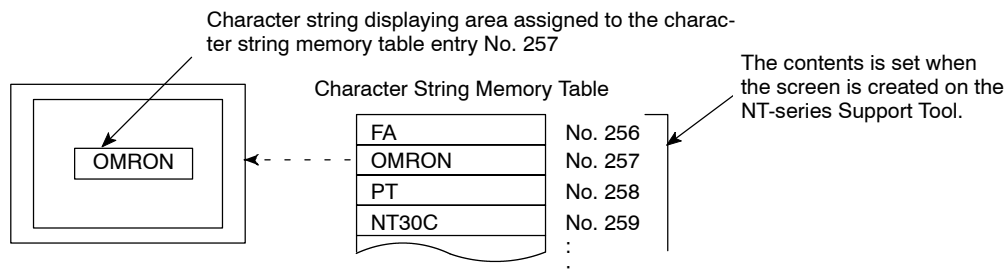 Character string displaying area assigned to the charac-
ter string memory table entry No. 257
The contents is set when
the screen is created on the
NT-series Support Tool.
Character String Memory Table
FA No. 256
OMRON OMRON No. 257
PT No. 258
NT30C No. 259
:
: